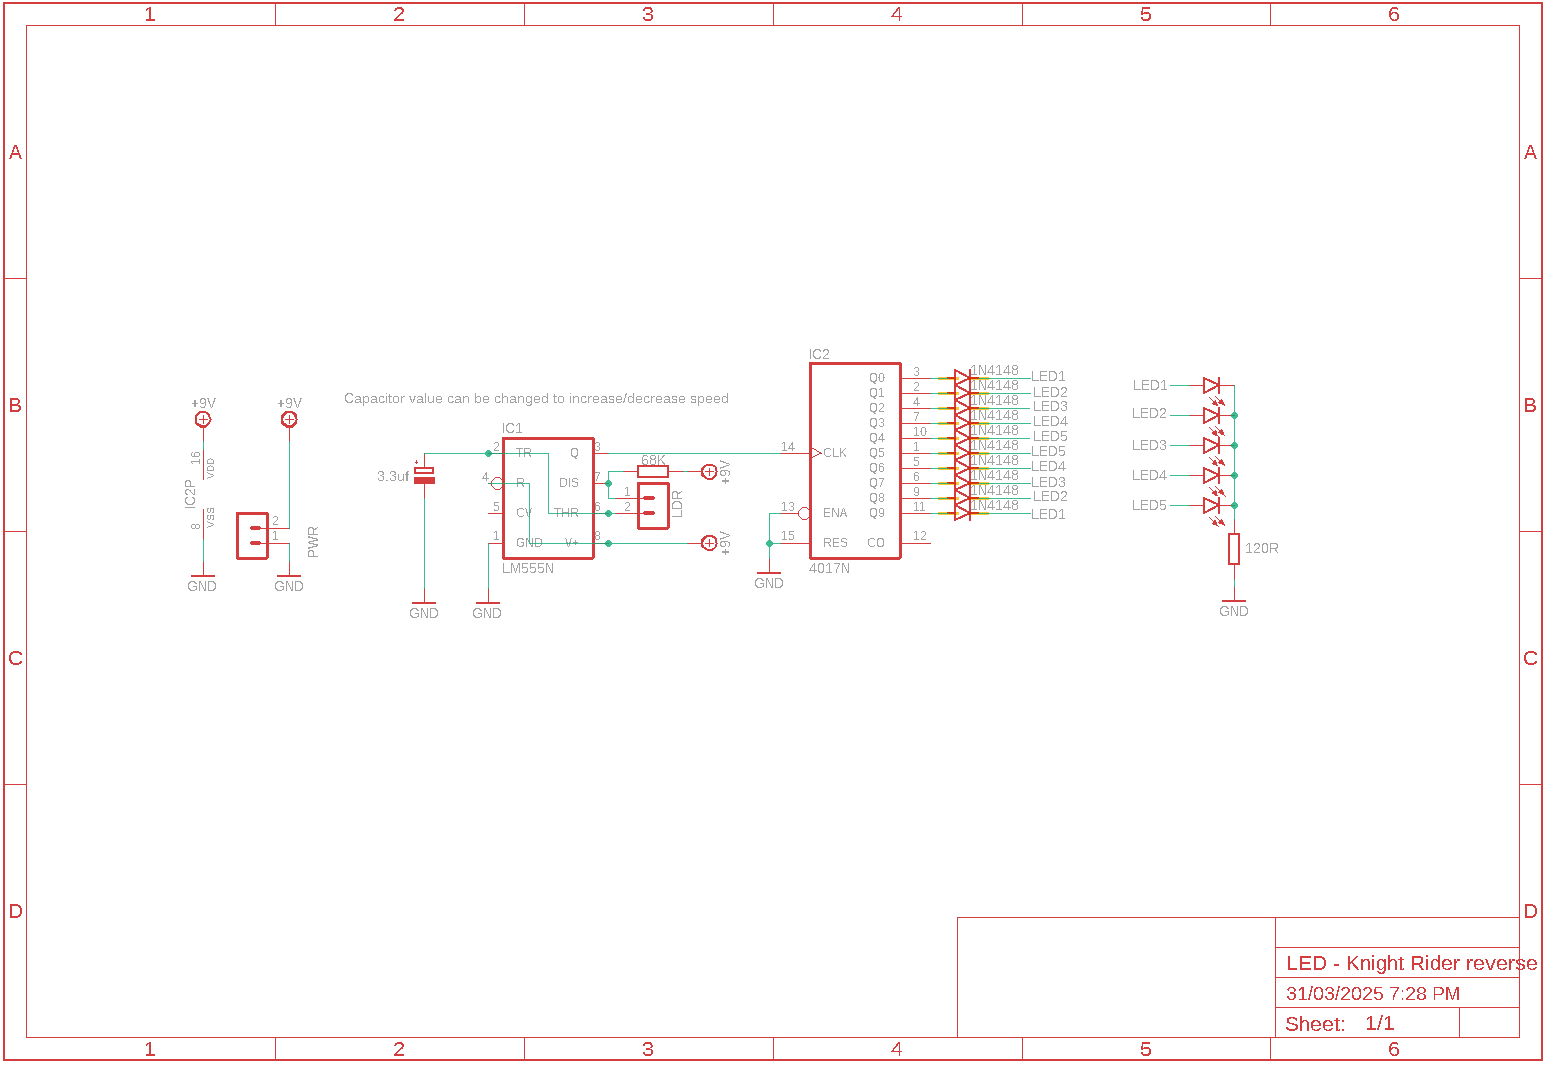 1 2 3 4 5 6
A A
B B
C C
D D
1 2 3 4 5 6
+9V
16
VDD
IC2P
VSS
8
GND
+9V
2
1
PWR
GND
Capacitor value can be changed to increase/decrease speed
+
3.3uf
GND
IC1
2 TR Q 3
4 R DIS 7
5 CV THR 6
1 GND V+ 8
LM555N
GND
68K
+9V
1
2
LDR
+9V
IC2
14 CLK
13 ENA
15 RES
Q0 3 1N4148 LED1
Q1 2 1N4148 LED2
Q2 4 1N4148 LED3
Q3 7 1N4148 LED4
Q4 10 1N4148 LED5
Q5 1 1N4148 LED5
Q6 5 1N4148 LED4
Q7 6 1N4148 LED3
Q8 9 1N4148 LED2
Q9 11 1N4148 LED1
CO 12
4017N
GND
LED1
LED2
LED3
LED4
LED5
120R
GND
LED - Knight Rider reverse
31/03/2025 7:28 PM
Sheet: 1/1